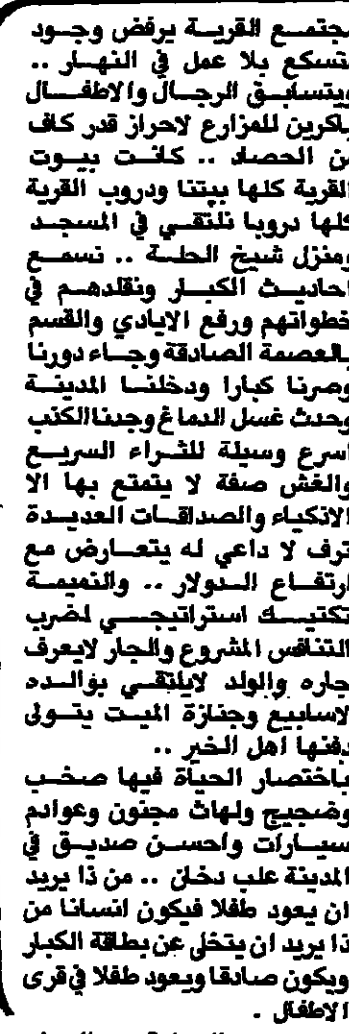 مجتمع القرية يرفض وجود
متسكع بلا عمل في النهار ..
ويتسابق الرجال والاطفال
باكرين للمزارع لاحراز قدر كاف
من الحصاد .. كانت بيوت
القرية كلها بيتنا ودروب القرية
كلها دروبا نلتقي في المسجد
ومنزل شيخ الحلة .. نسمع
احاديث الكبار ونقلدهم في
خطواتهم ورفع الايادي والقسم
بالعصمة الصادقة وجاء دورنا
وصرنا كبارا ودخلنا المدينة
وحدث غسل الدماغ وجدنا الكذب
اسرع وسيلة للثراء السريع
والغش صفة لا يتمتع بها الا
الاذكياء والصداقات العديدة
ترف لا داعي له يتعارض مع
ارتفاع الدولار .. والنميمة
تكتيك استراتيجي لضرب
التنافس المشروع والجار لايعرف
جاره والولد لايلتقي بوالده
لاسابيع وجنازة الميت يتولى
دفنها اهل الخير ..
باختصار الحياة فيها صخب
وضجيج ولهاث مجنون وعوادم
سيارات واحسن صديق في
المدينة علب دخان .. من ذا يريد
ان يعود طفلا فيكون انسانا من
ذا يريد ان يتخلى عن بطاقة الكبار
ويكون صادقا ويعود طفلا في قرى
الاطفال .